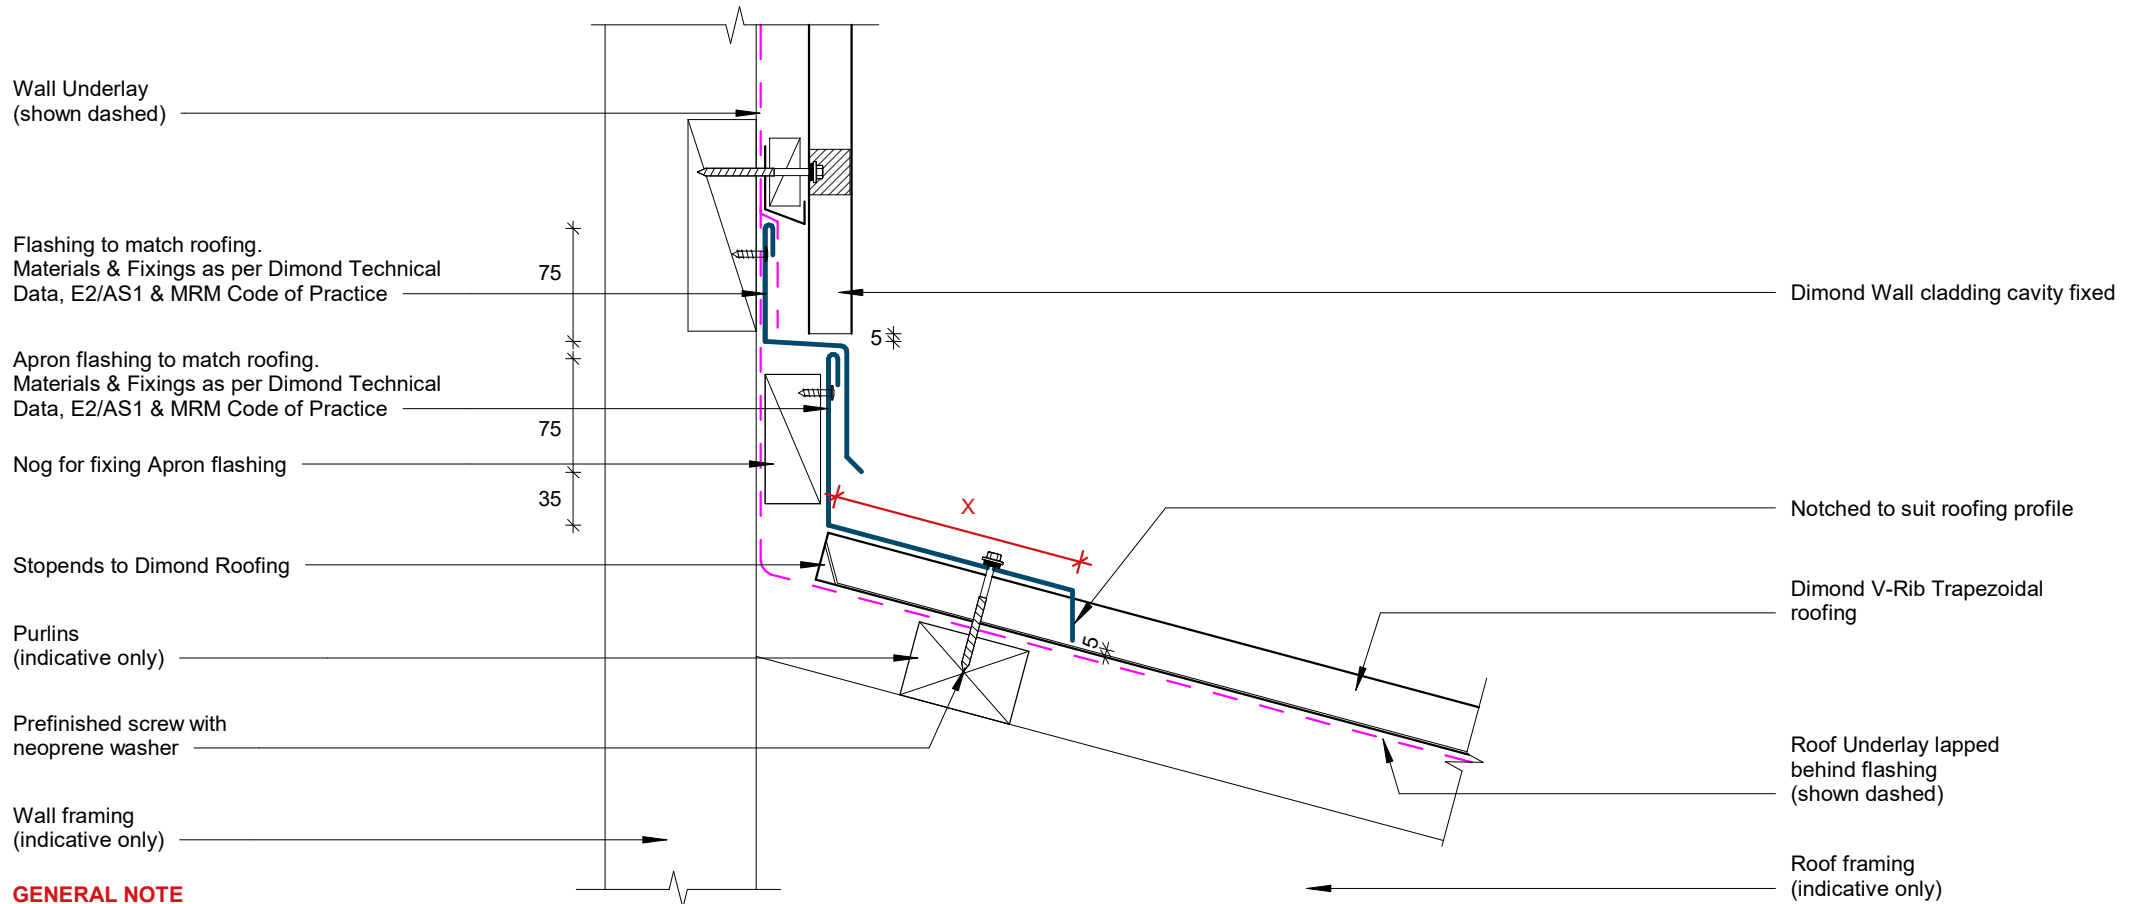 Wall Underlay
(shown dashed)
Flashing to match roofing.
Materials & Fixings as per Dimond Technical
Data, E2/AS1 & MRM Code of Practice
Apron flashing to match roofing.
Materials & Fixings as per Dimond Technical
Data, E2/AS1 & MRM Code of Practice
Nog for fixing Apron flashing
Stopends to Dimond Roofing
Purlins
(indicative only)
Prefinished screw with
neoprene washer
Wall framing
(indicative only)
GENERAL NOTE
75
75
35
5
X
5
Dimond Wall cladding cavity fixed
Notched to suit roofing profile
Dimond V-Rib Trapezoidal
roofing
Roof Underlay lapped
behind flashing
(shown dashed)
Roof framing
(indicative only)